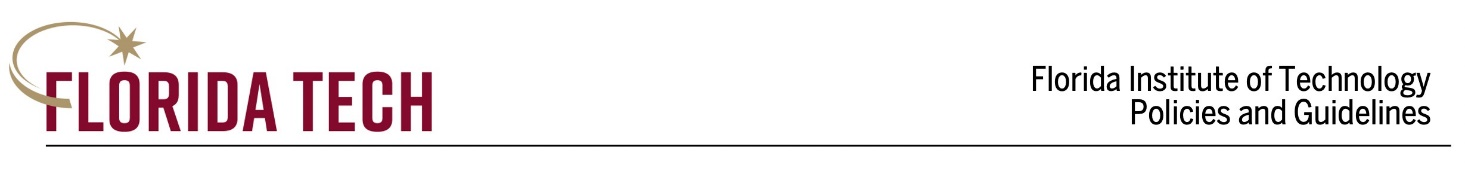 FLORIDA TECH
Florida Institute of Technology
Policies and Guidelines